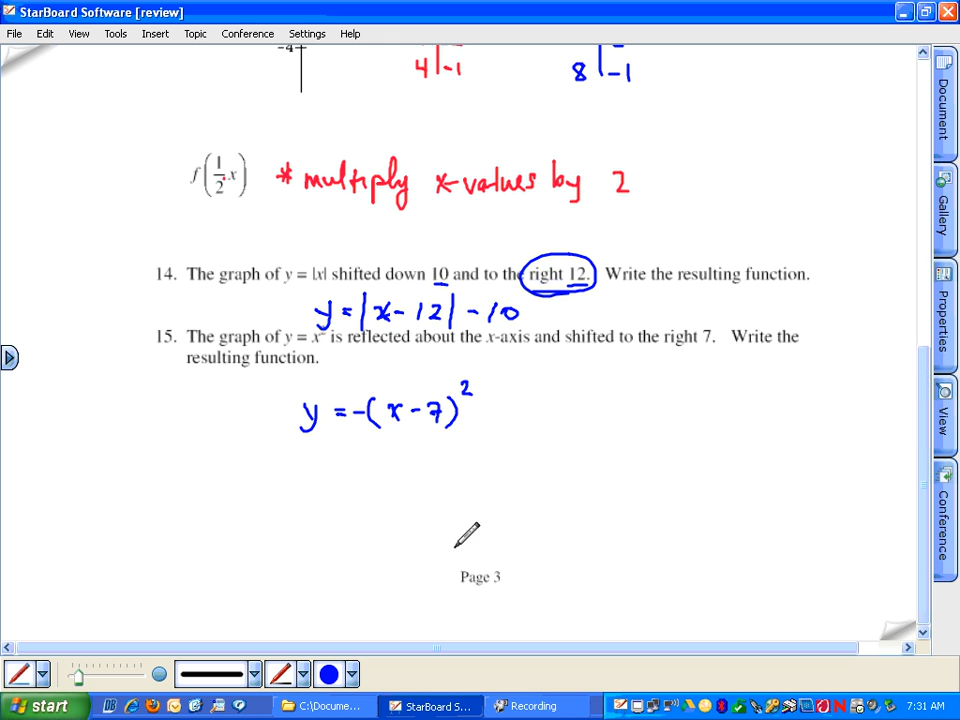 StarBoard Software [review]
File Edit View Tools Insert Topic Conference Settings Help
-4
4 | -1
8 | -1
f(1/2 x) * multiply x-values by 2
14. The graph of y = |x| shifted down 10 and to the right 12. Write the resulting function.
y = |x - 12| - 10
15. The graph of y = x² is reflected about the x-axis and shifted to the right 7. Write the
resulting function.
y = -(x - 7)²
Page 3
Document
Gallery
Properties
View
Conference
start
C:\Docume...
StarBoard S...
Recording
7:31 AM